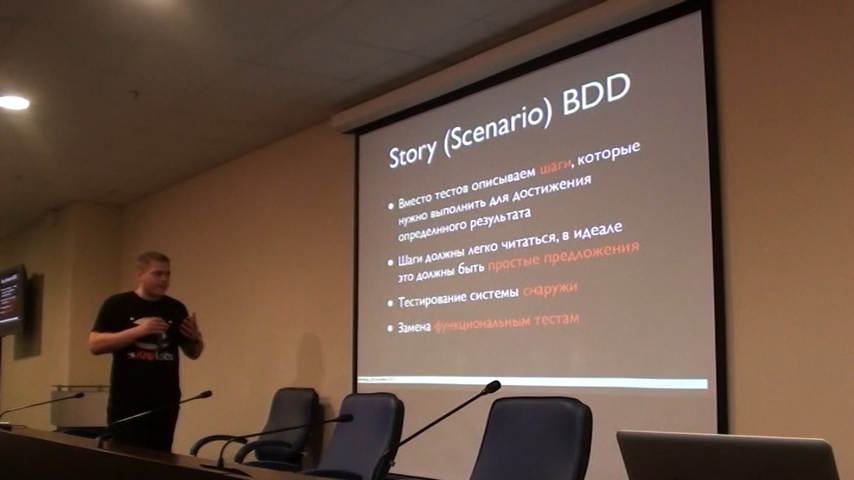 Story (Scenario) BDD
• Вместо тестов описываем шаги, которые
нужно выполнить для достижения
определнного результата
• Шаги должны легко читаться, в идеале
это должны быть простые предложения
• Тестирование системы снаружи
• Замена функциональным тестам